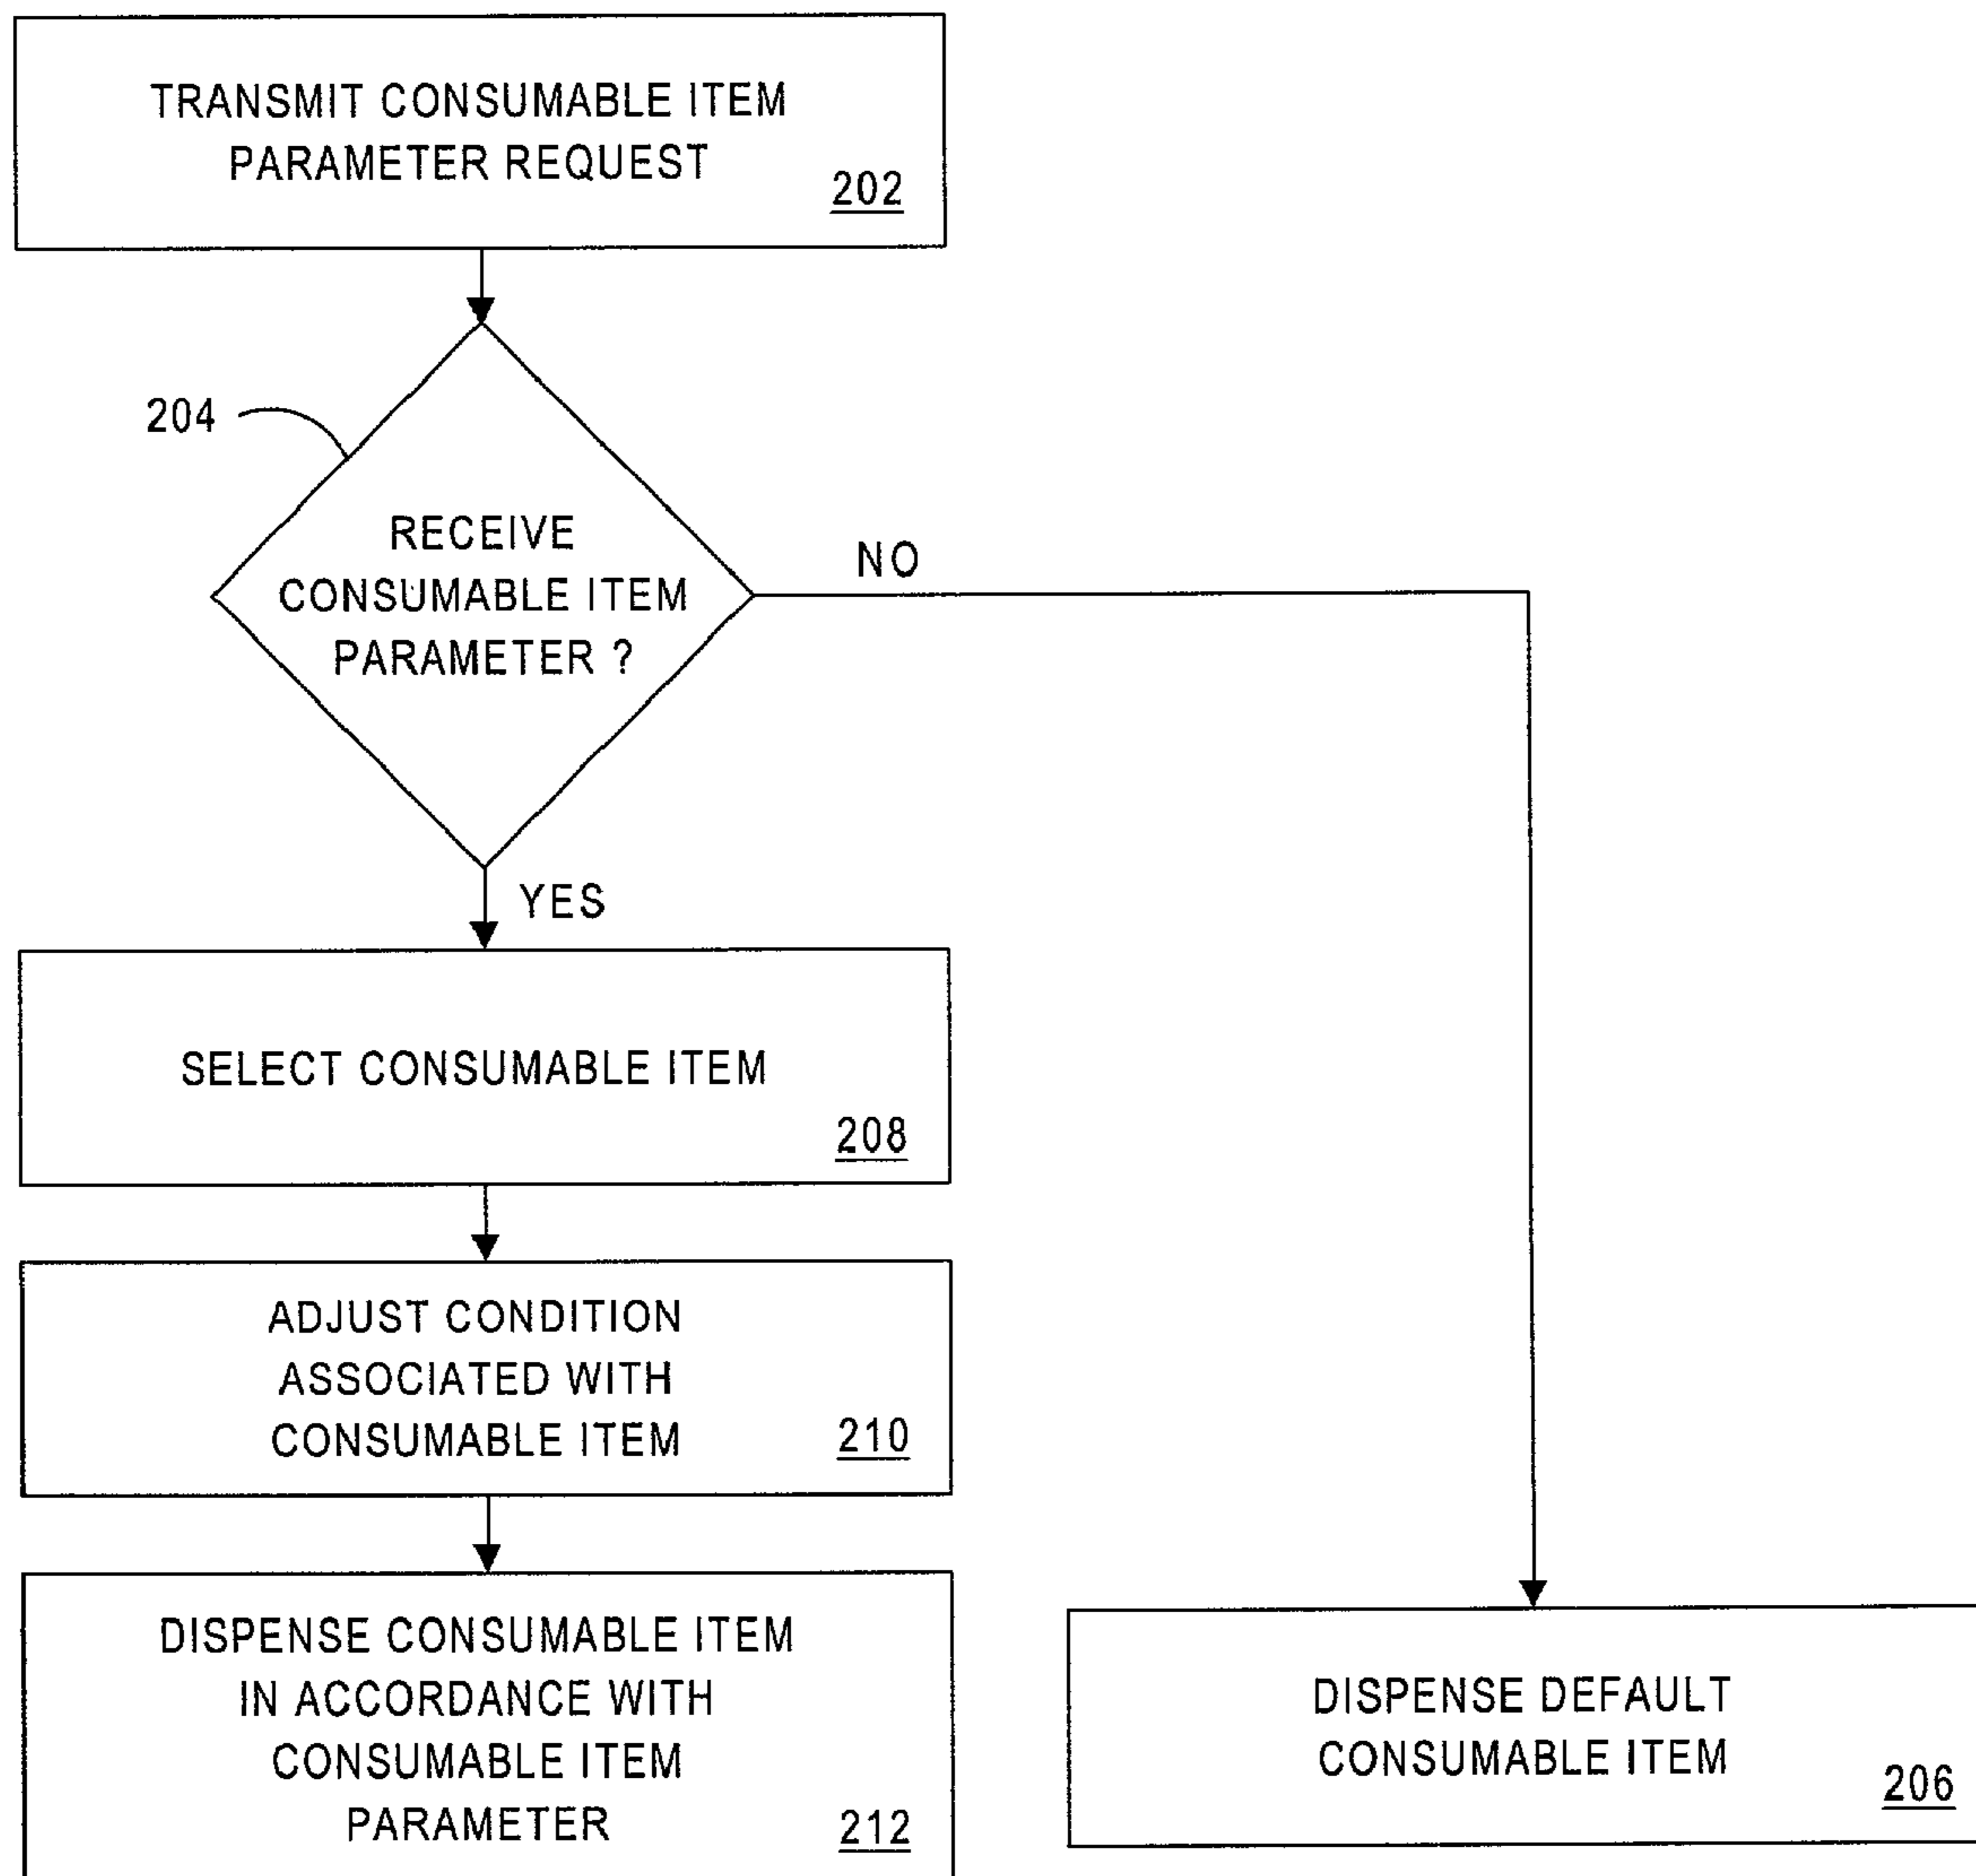 TRANSMIT CONSUMABLE ITEM
PARAMETER REQUEST
202
204
RECEIVE
CONSUMABLE ITEM
PARAMETER ?
NO
YES
SELECT CONSUMABLE ITEM
208
ADJUST CONDITION
ASSOCIATED WITH
CONSUMABLE ITEM
210
DISPENSE CONSUMABLE ITEM
IN ACCORDANCE WITH
CONSUMABLE ITEM
PARAMETER
212
DISPENSE DEFAULT
CONSUMABLE ITEM
206